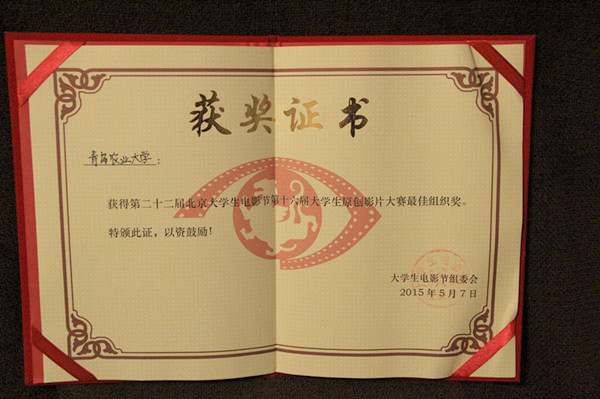 获奖证书
青岛农业大学：
获得第二十二届北京大学生电影节第十六届大学生原创影片大赛最佳组织奖。
特颁此证，以资鼓励！
大学生电影节组委会
2015年5月7日